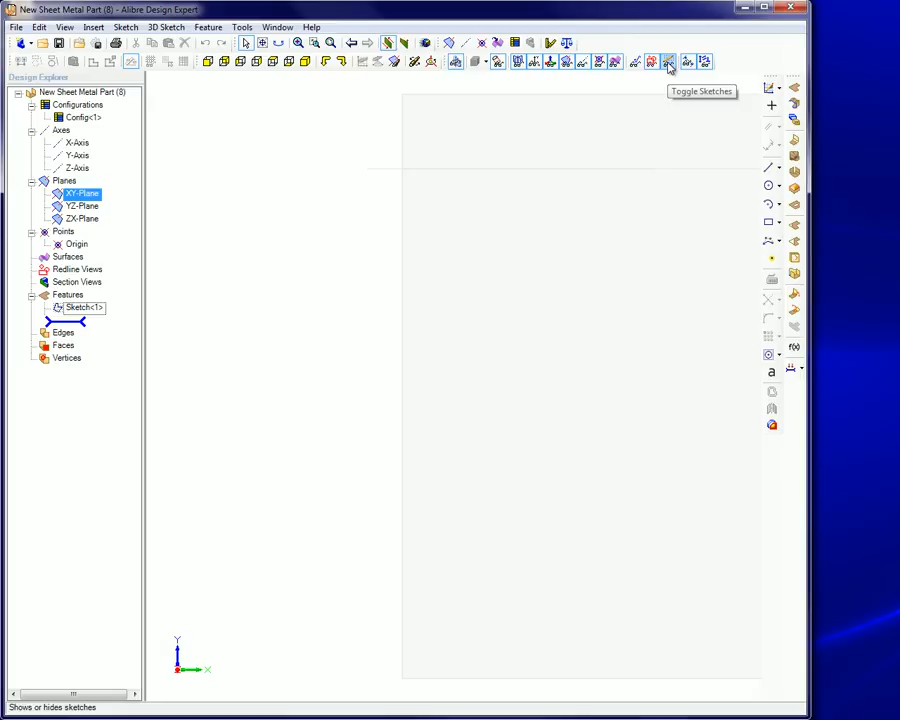 New Sheet Metal Part (8) - Alibre Design Expert
File Edit View Insert Sketch 3D Sketch Feature Tools Window Help
Design Explorer
Toggle Sketches
New Sheet Metal Part (8)
Configurations
Config<1>
Axes
X-Axis
Y-Axis
Z-Axis
Planes
XY-Plane
YZ-Plane
ZX-Plane
Points
Origin
Surfaces
Redline Views
Section Views
Features
Sketch<1>
Edges
Faces
Vertices
f(x)
a
Y
X
Shows or hides sketches